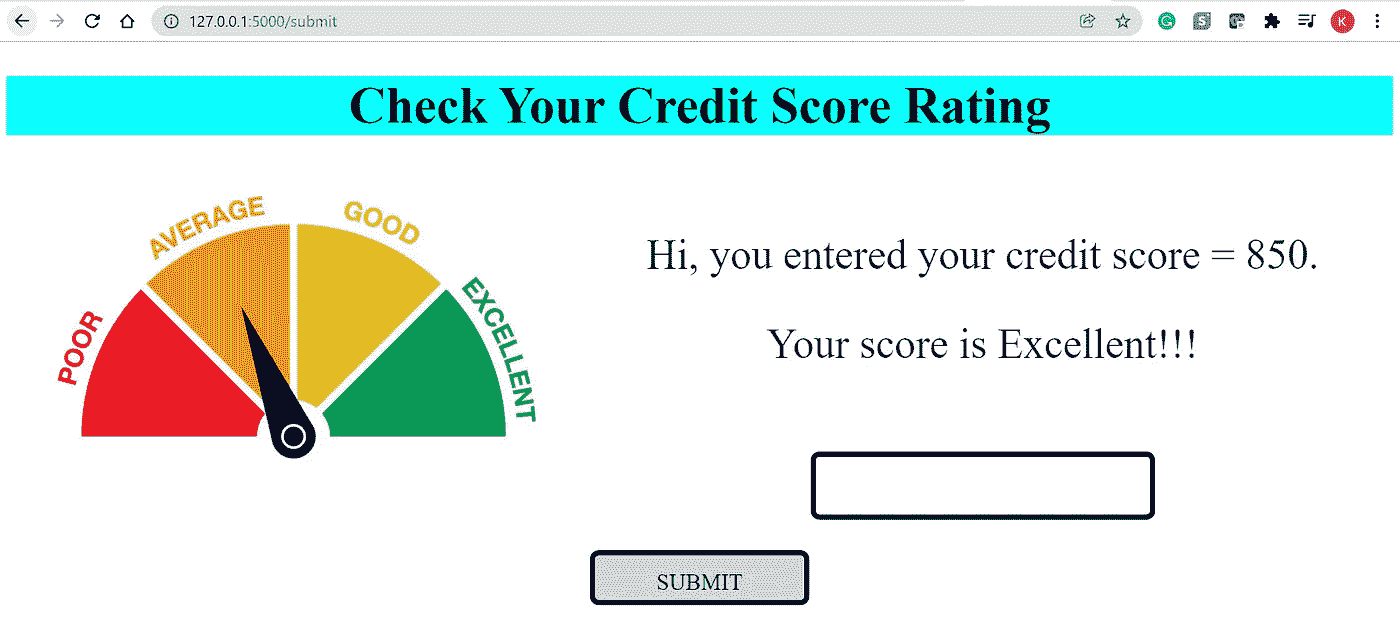 127.0.0.1:5000/submit
K
Check Your Credit Score Rating
POOR
AVERAGE
GOOD
EXCELLENT
Hi, you entered your credit score = 850.
Your score is Excellent!!!
SUBMIT